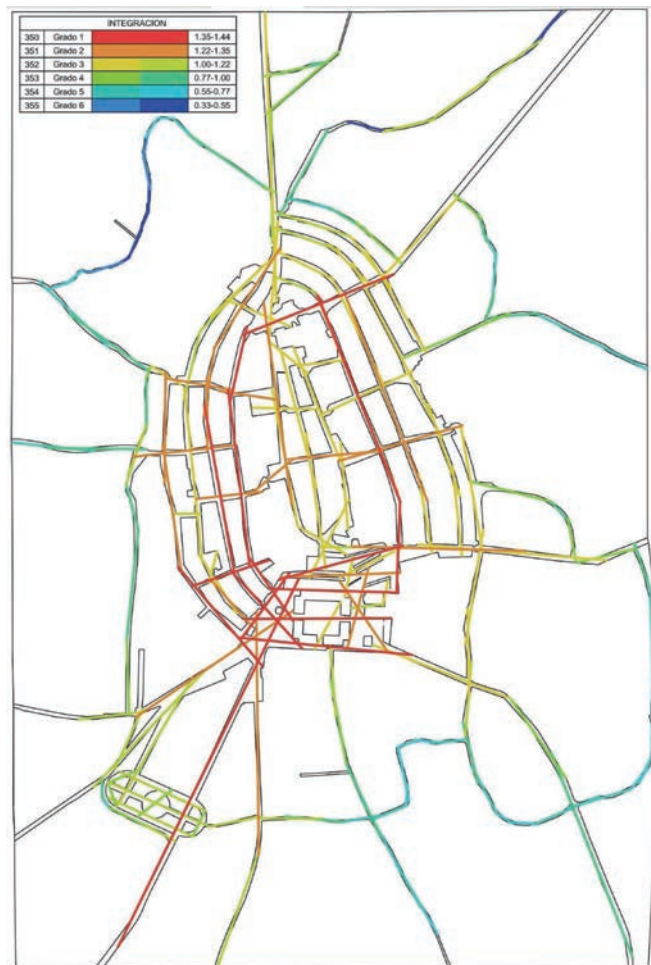 INTEGRACION
350 Grado 1 1.35-1.44
351 Grado 2 1.22-1.35
352 Grado 3 1.00-1.22
353 Grado 4 0.77-1.00
354 Grado 5 0.55-0.77
355 Grado 6 0.33-0.55